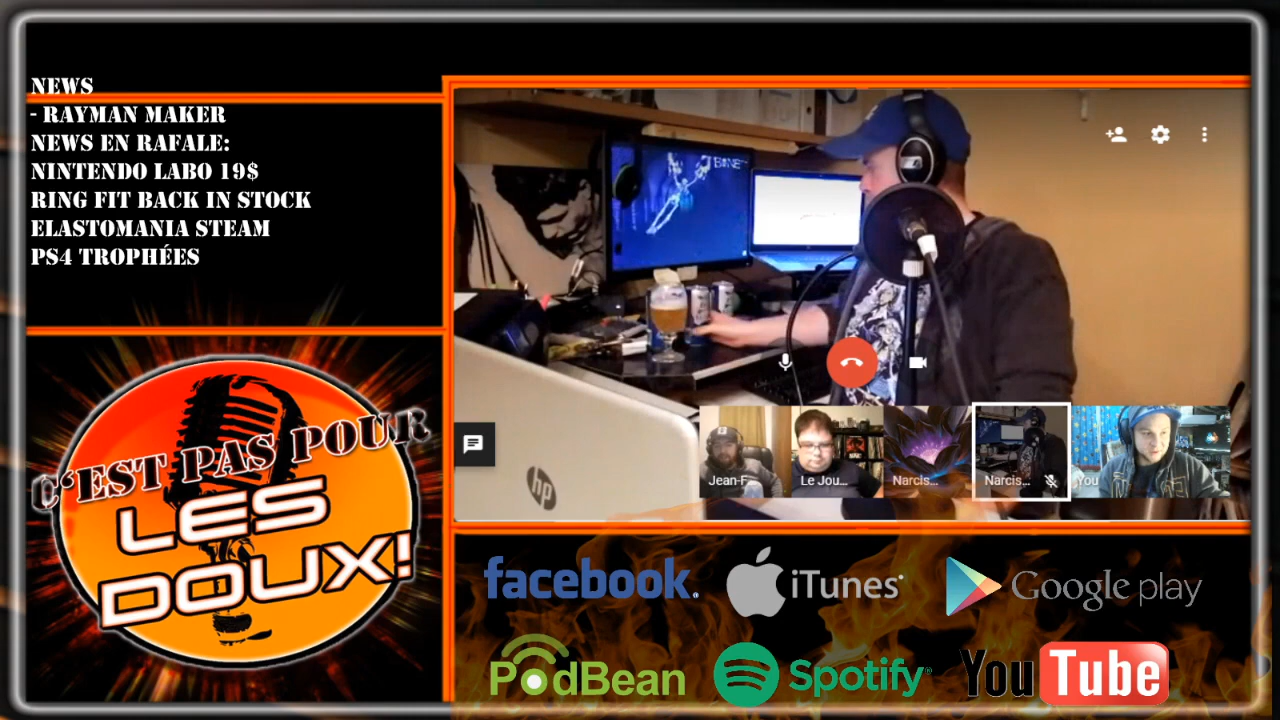 NEWS
- RAYMAN MAKER
NEWS EN RAFALE:
NINTENDO LABO 19$
RING FIT BACK IN STOCK
ELASTOMANIA STEAM
PS4 TROPHÉES
C'EST PAS POUR
LES
DOUX!
hp
Jean-F...
Le Jou...
Narcis...
Narcis...
You
facebook.
iTunes
Google play
PodBean
Spotify
YouTube